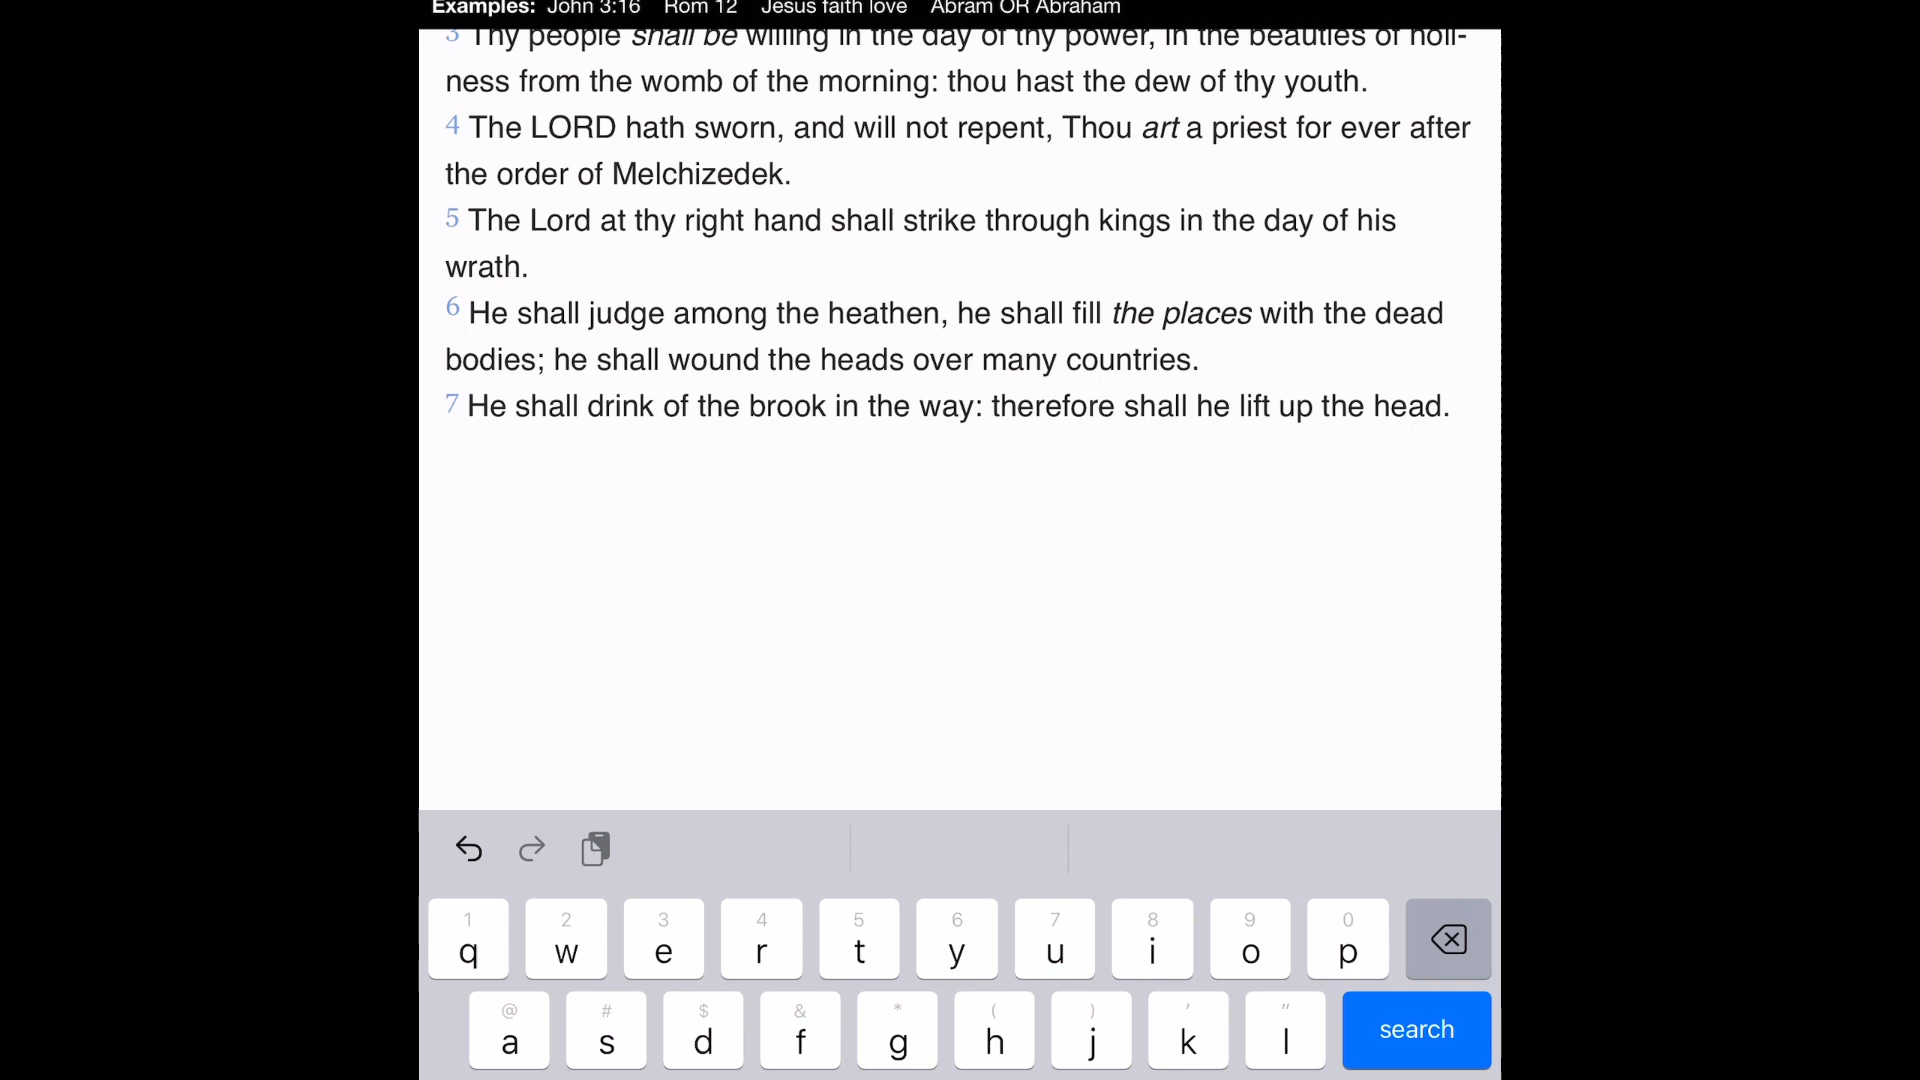 Examples: John 3:16 Rom 12 Jesus faith love Abram OR Abraham
3 Thy people shall be willing in the day of thy power, in the beauties of holi-
ness from the womb of the morning: thou hast the dew of thy youth.
4 The LORD hath sworn, and will not repent, Thou art a priest for ever after
the order of Melchizedek.
5 The Lord at thy right hand shall strike through kings in the day of his
wrath.
6 He shall judge among the heathen, he shall fill the places with the dead
bodies; he shall wound the heads over many countries.
7 He shall drink of the brook in the way: therefore shall he lift up the head.
1 2 3 4 5 6 7 8 9 0
q w e r t y u i o p
@ # $ & * ( ) ' "
a s d f g h j k l search